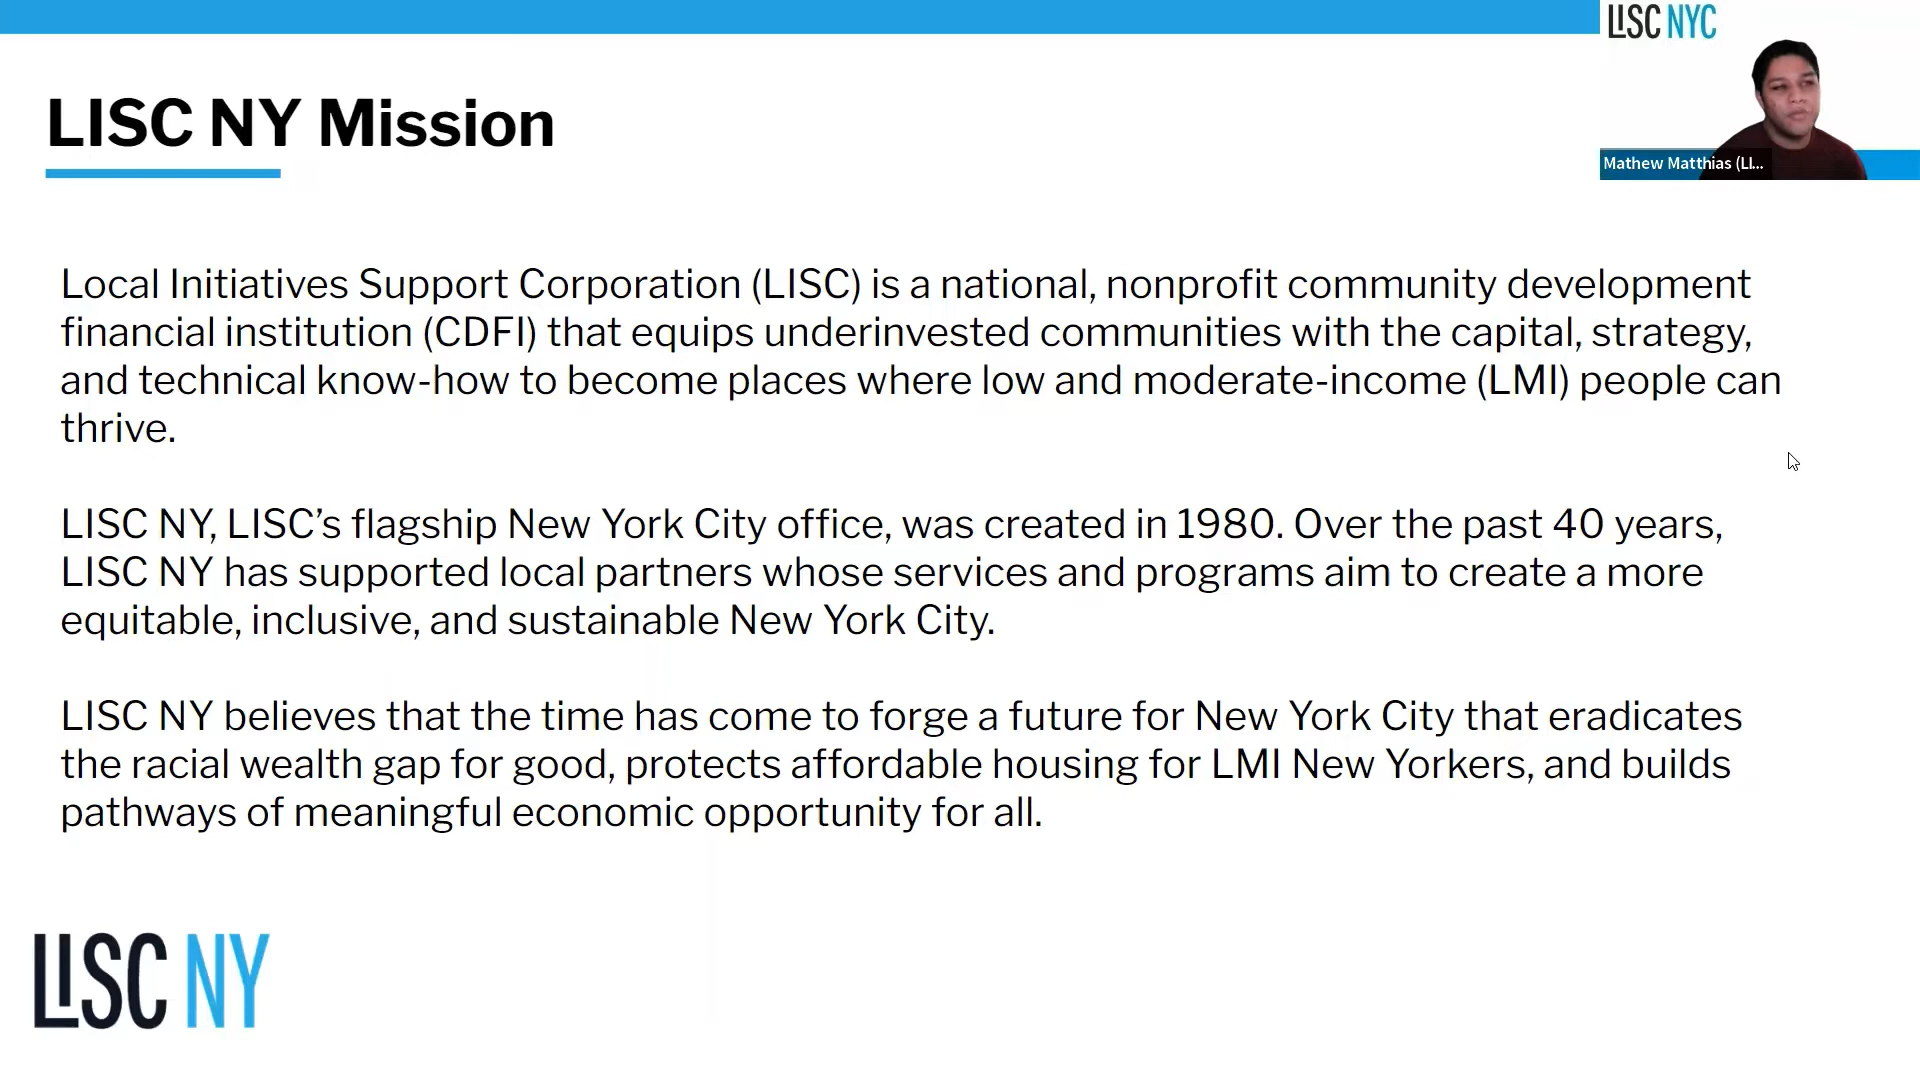 LISC NYC
LISC NY Mission
Mathew Matthias (LI...
Local Initiatives Support Corporation (LISC) is a national, nonprofit community development
financial institution (CDFI) that equips underinvested communities with the capital, strategy,
and technical know-how to become places where low and moderate-income (LMI) people can
thrive.
LISC NY, LISC’s flagship New York City office, was created in 1980. Over the past 40 years,
LISC NY has supported local partners whose services and programs aim to create a more
equitable, inclusive, and sustainable New York City.
LISC NY believes that the time has come to forge a future for New York City that eradicates
the racial wealth gap for good, protects affordable housing for LMI New Yorkers, and builds
pathways of meaningful economic opportunity for all.
LISC NY